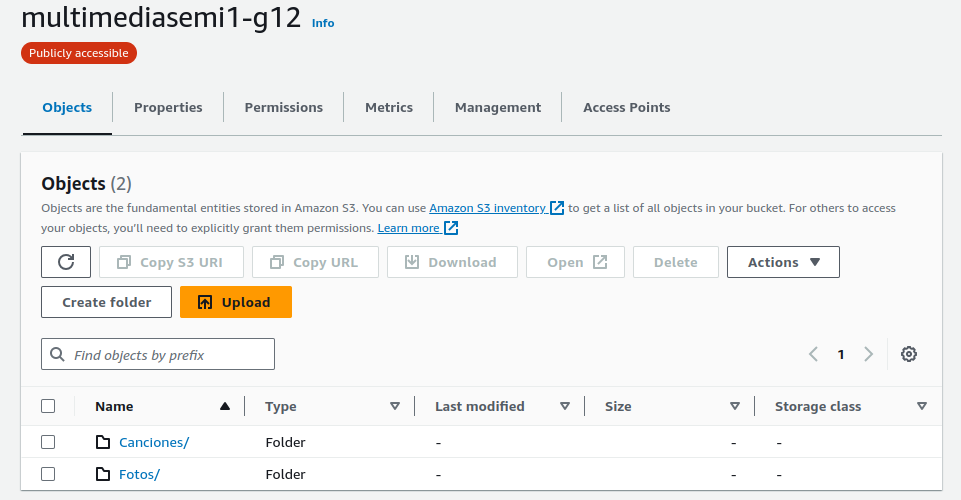 multimediasemi1-g12 Info
Publicly accessible
Objects Properties Permissions Metrics Management Access Points
Objects (2)
Objects are the fundamental entities stored in Amazon S3. You can use Amazon S3 inventory to get a list of all objects in your bucket. For others to access
your objects, you'll need to explicitly grant them permissions. Learn more
Copy S3 URI Copy URL Download Open Delete Actions
Create folder Upload
Find objects by prefix 1
Name Type Last modified Size Storage class
Canciones/ Folder - - -
Fotos/ Folder - - -